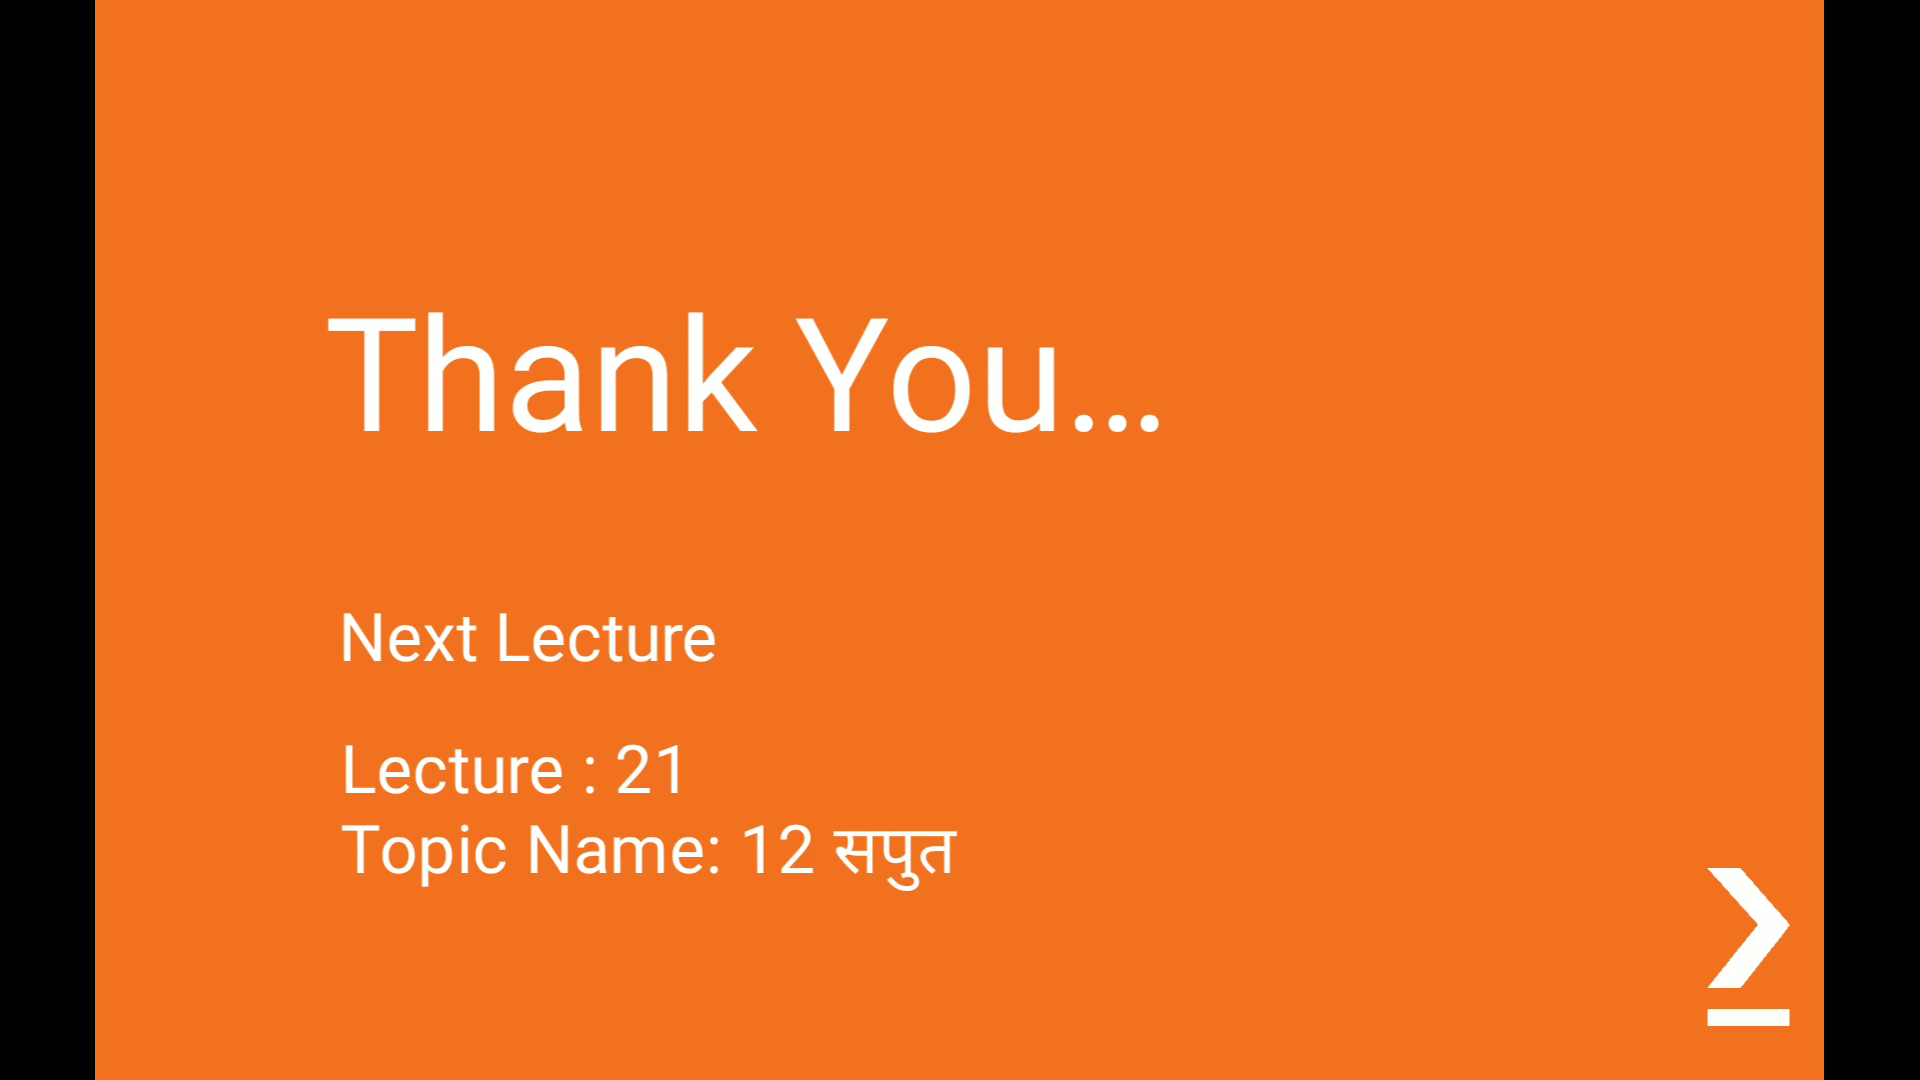 Thank You...
Next Lecture
Lecture : 21
Topic Name: 12 सपुत